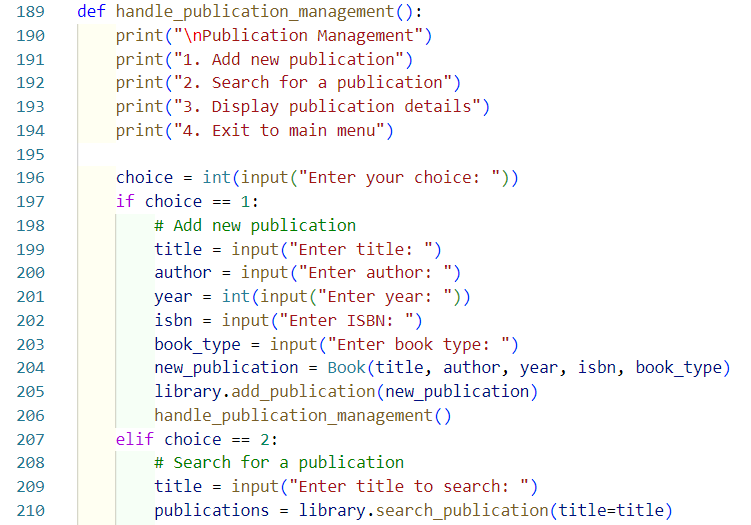 189 def handle_publication_management():
190     print("\nPublication Management")
191     print("1. Add new publication")
192     print("2. Search for a publication")
193     print("3. Display publication details")
194     print("4. Exit to main menu")
195
196     choice = int(input("Enter your choice: "))
197     if choice == 1:
198         # Add new publication
199         title = input("Enter title: ")
200         author = input("Enter author: ")
201         year = int(input("Enter year: "))
202         isbn = input("Enter ISBN: ")
203         book_type = input("Enter book type: ")
204         new_publication = Book(title, author, year, isbn, book_type)
205         library.add_publication(new_publication)
206         handle_publication_management()
207     elif choice == 2:
208         # Search for a publication
209         title = input("Enter title to search: ")
210         publications = library.search_publication(title=title)